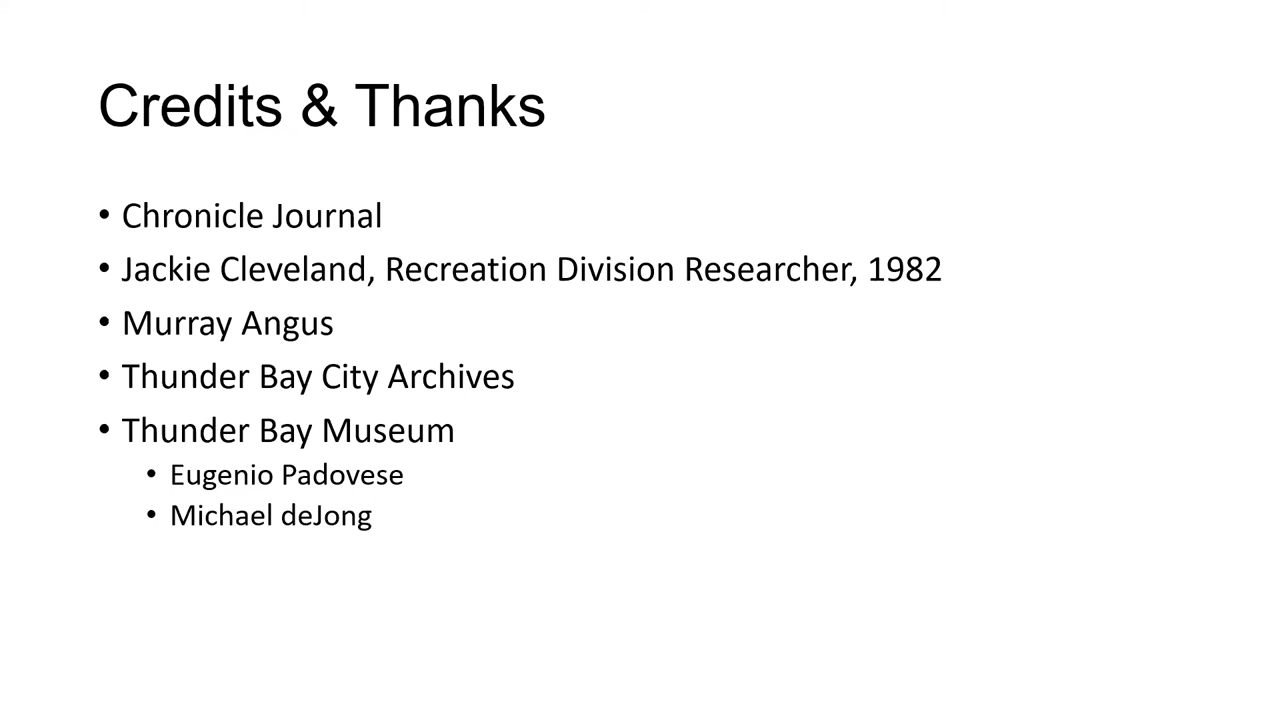 Credits & Thanks
• Chronicle Journal
• Jackie Cleveland, Recreation Division Researcher, 1982
• Murray Angus
• Thunder Bay City Archives
• Thunder Bay Museum
• Eugenio Padovese
• Michael deJong